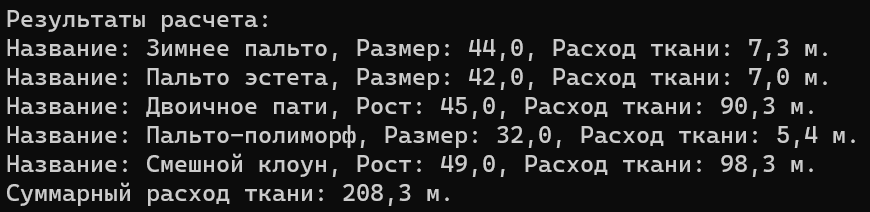 Результаты расчета:
Название: Зимнее пальто, Размер: 44,0, Расход ткани: 7,3 м.
Название: Пальто эстета, Размер: 42,0, Расход ткани: 7,0 м.
Название: Двоичное пати, Рост: 45,0, Расход ткани: 90,3 м.
Название: Пальто-полиморф, Размер: 32,0, Расход ткани: 5,4 м.
Название: Смешной клоун, Рост: 49,0, Расход ткани: 98,3 м.
Суммарный расход ткани: 208,3 м.